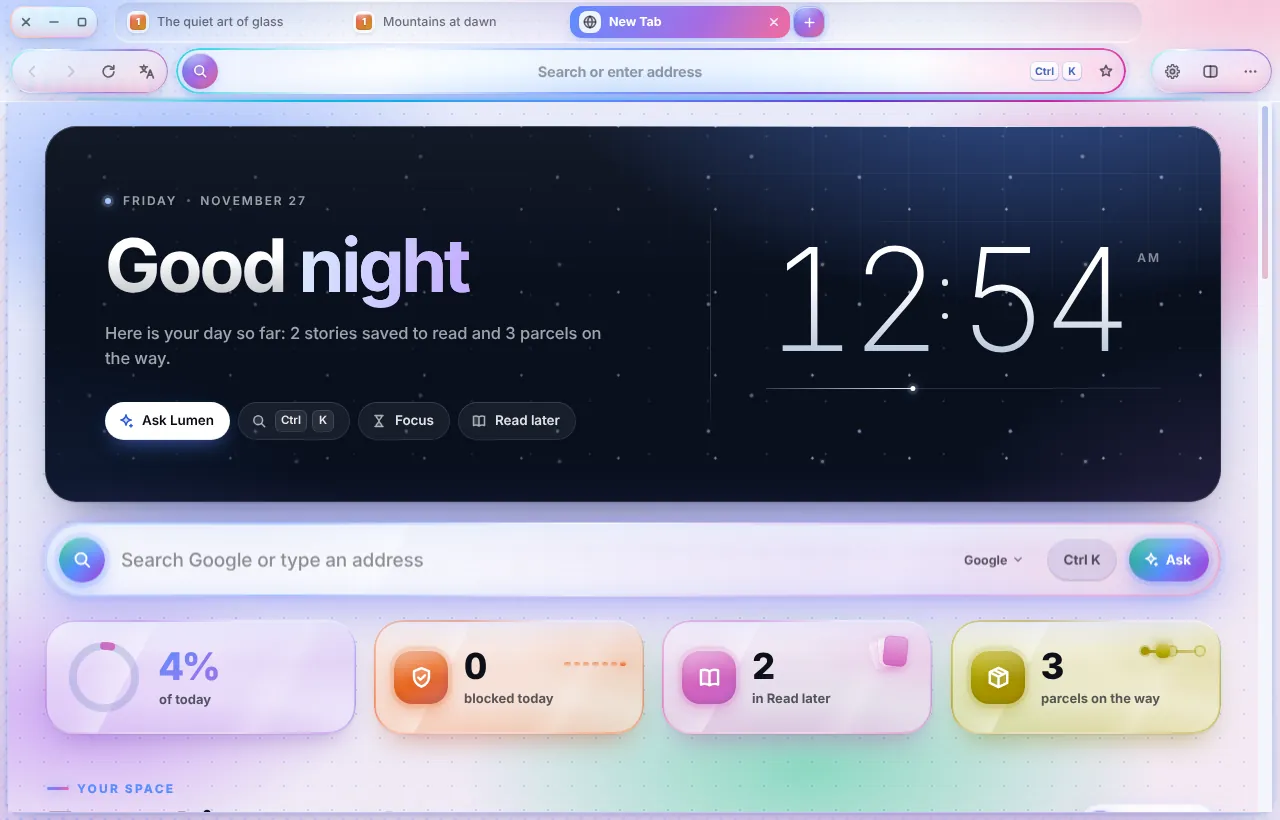 1 The quiet art of glass
1 Mountains at dawn
New Tab
Search or enter address
Ctrl K
FRIDAY • NOVEMBER 27
Good night
Here is your day so far: 2 stories saved to read and 3 parcels on
the way.
Ask Lumen
Ctrl K
Focus
Read later
12:54 AM
Search Google or type an address
Google
Ctrl K
Ask
4%
of today
0
blocked today
2
in Read later
3
parcels on the way
YOUR SPACE